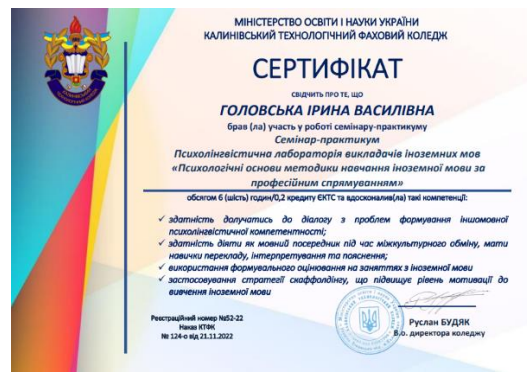 МІНІСТЕРСТВО ОСВІТИ І НАУКИ УКРАЇНИ
КАЛИНІВСЬКИЙ ТЕХНОЛОГІЧНИЙ ФАХОВИЙ КОЛЕДЖ
СЕРТИФІКАТ
СВІДЧИТЬ ПРО ТЕ, ЩО
ГОЛОВСЬКА ІРИНА ВАСИЛІВНА
брав (ла) участь у роботі семінару-практикуму
Семінар-практикум
Психолінгвістична лабораторія викладачів іноземних мов
«Психологічні основи методики навчання іноземної мови за
професійним спрямуванням»
обсягом 6 (шість) годин/0,2 кредиту ЄКТС та вдосконалив(ла) такі компетенції:
✓ здатність долучатись до діалогу з проблем формування іншомовної
психолінгвістичної компетентності;
✓ здатність діяти як мовний посередник під час міжкультурного обміну, мати
навички перекладу, інтерпретування та пояснення;
✓ використання формувального оцінювання на заняттях з іноземної мови
✓ застосовування стратегії скаффолдінгу, що підвищує рівень мотивації до
вивчення іноземної мови
Реєстраційний номер №52-22
Наказ КТФК
№ 124-о від 21.11.2022
Руслан БУДЯК
В.о. директора коледжу